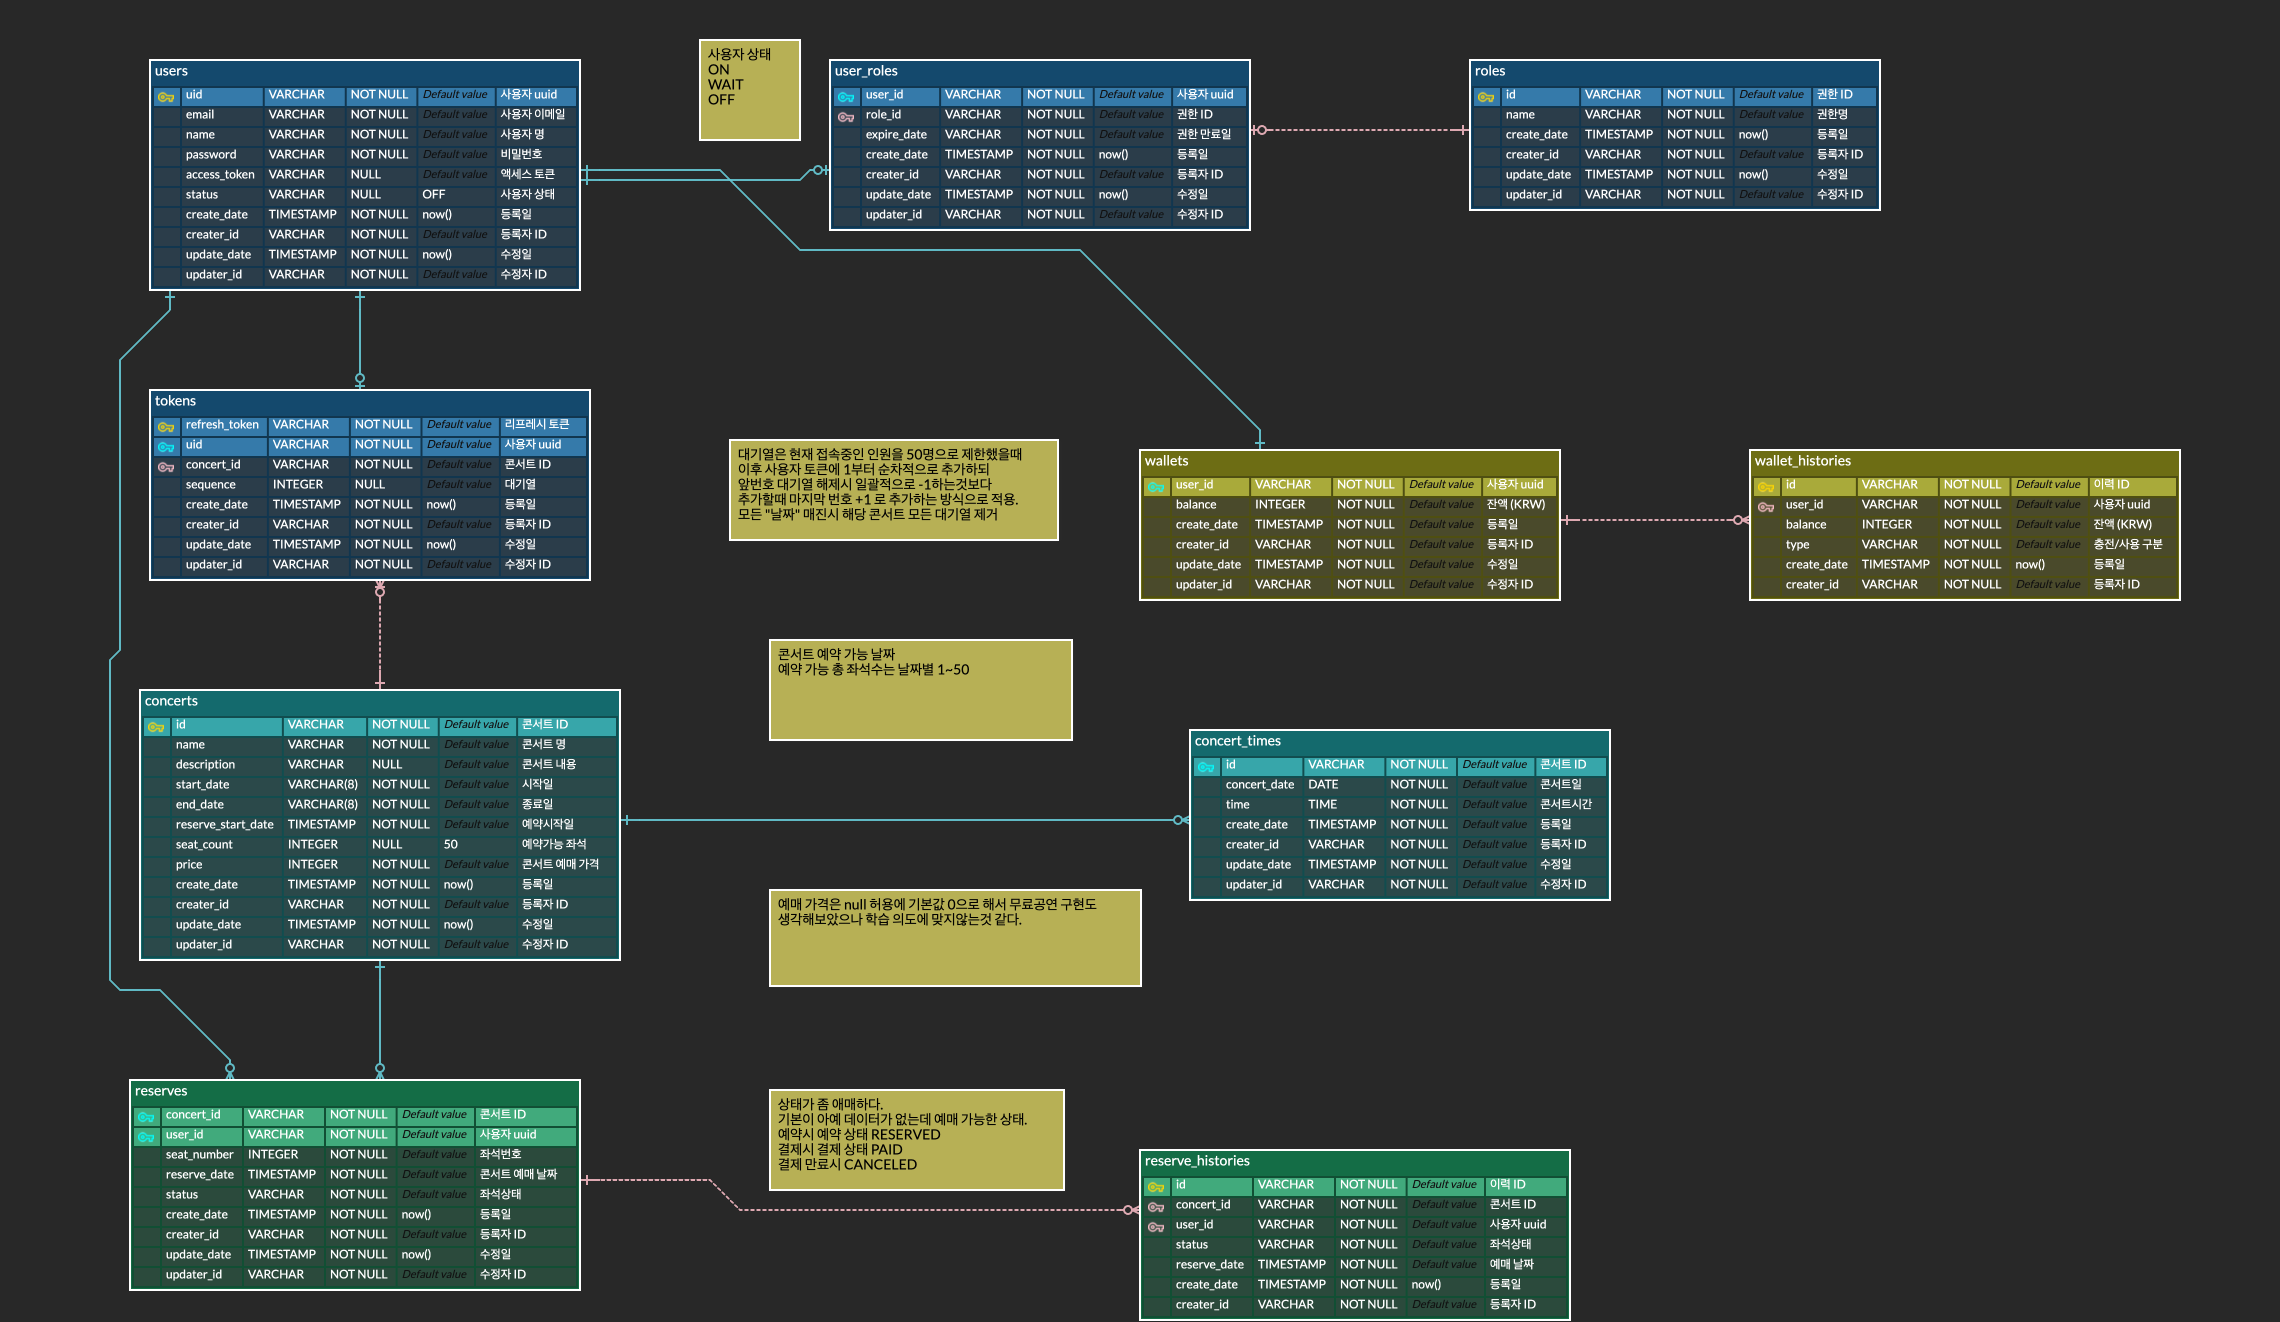 users
uid VARCHAR NOT NULL Default value 사용자 uuid
email VARCHAR NOT NULL Default value 사용자 이메일
name VARCHAR NOT NULL Default value 사용자 명
password VARCHAR NOT NULL Default value 비밀번호
access_token VARCHAR NULL Default value 액세스 토큰
status VARCHAR NULL OFF 사용자 상태
create_date TIMESTAMP NOT NULL now() 등록일
creater_id VARCHAR NOT NULL Default value 등록자 ID
update_date TIMESTAMP NOT NULL now() 수정일
updater_id VARCHAR NOT NULL Default value 수정자 ID
사용자 상태
ON
WAIT
OFF
user_roles
user_id VARCHAR NOT NULL Default value 사용자 uuid
role_id VARCHAR NOT NULL Default value 권한 ID
expire_date VARCHAR NOT NULL Default value 권한 만료일
create_date TIMESTAMP NOT NULL now() 등록일
creater_id VARCHAR NOT NULL Default value 등록자 ID
update_date TIMESTAMP NOT NULL now() 수정일
updater_id VARCHAR NOT NULL Default value 수정자 ID
roles
id VARCHAR NOT NULL Default value 권한 ID
name VARCHAR NOT NULL Default value 권한명
create_date TIMESTAMP NOT NULL now() 등록일
creater_id VARCHAR NOT NULL Default value 등록자 ID
update_date TIMESTAMP NOT NULL now() 수정일
updater_id VARCHAR NOT NULL Default value 수정자 ID
tokens
refresh_token VARCHAR NOT NULL Default value 리프레시 토큰
uid VARCHAR NOT NULL Default value 사용자 uuid
concert_id VARCHAR NOT NULL Default value 콘서트 ID
sequence INTEGER NULL Default value 대기열
create_date TIMESTAMP NOT NULL now() 등록일
creater_id VARCHAR NOT NULL Default value 등록자 ID
update_date TIMESTAMP NOT NULL now() 수정일
updater_id VARCHAR NOT NULL Default value 수정자 ID
대기열은 현재 접속중인 인원을 50명으로 제한했을때
이후 사용자 토큰에 1부터 순차적으로 추가하되
앞번호 대기열 해제시 일괄적으로 -1하는것보다
추가할때 마지막 번호 +1 로 추가하는 방식으로 적용.
모든 "날짜" 매진시 해당 콘서트 모든 대기열 제거
wallets
user_id VARCHAR NOT NULL Default value 사용자 uuid
balance INTEGER NOT NULL Default value 잔액 (KRW)
create_date TIMESTAMP NOT NULL Default value 등록일
creater_id VARCHAR NOT NULL Default value 등록자 ID
update_date TIMESTAMP NOT NULL Default value 수정일
updater_id VARCHAR NOT NULL Default value 수정자 ID
wallet_histories
id VARCHAR NOT NULL Default value 이력 ID
user_id VARCHAR NOT NULL Default value 사용자 uuid
balance INTEGER NOT NULL Default value 잔액 (KRW)
type VARCHAR NOT NULL Default value 충전/사용 구분
create_date TIMESTAMP NOT NULL now() 등록일
creater_id VARCHAR NOT NULL Default value 등록자 ID
콘서트 예약 가능 날짜
예약 가능 총 좌석수는 날짜별 1~50
concerts
id VARCHAR NOT NULL Default value 콘서트 ID
name VARCHAR NOT NULL Default value 콘서트 명
description VARCHAR NULL Default value 콘서트 내용
start_date VARCHAR(8) NOT NULL Default value 시작일
end_date VARCHAR(8) NOT NULL Default value 종료일
reserve_start_date TIMESTAMP NOT NULL Default value 예약시작일
seat_count INTEGER NULL 50 예약가능 좌석
price INTEGER NOT NULL Default value 콘서트 예매 가격
create_date TIMESTAMP NOT NULL now() 등록일
creater_id VARCHAR NOT NULL Default value 등록자 ID
update_date TIMESTAMP NOT NULL now() 수정일
updater_id VARCHAR NOT NULL Default value 수정자 ID
concert_times
id VARCHAR NOT NULL Default value 콘서트 ID
concert_date DATE NOT NULL Default value 콘서트일
time TIME NOT NULL Default value 콘서트시간
create_date TIMESTAMP NOT NULL Default value 등록일
creater_id VARCHAR NOT NULL Default value 등록자 ID
update_date TIMESTAMP NOT NULL Default value 수정일
updater_id VARCHAR NOT NULL Default value 수정자 ID
예매 가격은 null 허용에 기본값 0으로 해서 무료공연 구현도
생각해보았으나 학습 의도에 맞지않는것 같다.
reserves
concert_id VARCHAR NOT NULL Default value 콘서트 ID
user_id VARCHAR NOT NULL Default value 사용자 uuid
seat_number INTEGER NOT NULL Default value 좌석번호
reserve_date TIMESTAMP NOT NULL Default value 콘서트 예매 날짜
status VARCHAR NOT NULL Default value 좌석상태
create_date TIMESTAMP NOT NULL now() 등록일
creater_id VARCHAR NOT NULL Default value 등록자 ID
update_date TIMESTAMP NOT NULL now() 수정일
updater_id VARCHAR NOT NULL Default value 수정자 ID
상태가 좀 애매하다.
기본이 아예 데이터가 없는데 예매 가능한 상태.
예약시 예약 상태 RESERVED
결제시 결제 상태 PAID
결제 만료시 CANCELED
reserve_histories
id VARCHAR NOT NULL Default value 이력 ID
concert_id VARCHAR NOT NULL Default value 콘서트 ID
user_id VARCHAR NOT NULL Default value 사용자 uuid
status VARCHAR NOT NULL Default value 좌석상태
reserve_date TIMESTAMP NOT NULL Default value 예매 날짜
create_date TIMESTAMP NOT NULL now() 등록일
creater_id VARCHAR NOT NULL Default value 등록자 ID